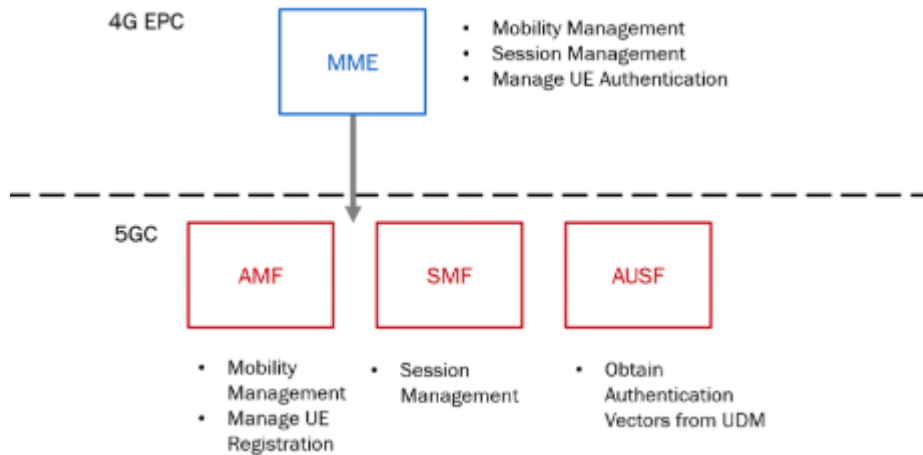 4G EPC
MME
• Mobility Management
• Session Management
• Manage UE Authentication
5GC
AMF
SMF
AUSF
• Mobility
Management
• Manage UE
Registration
• Session
Management
• Obtain
Authentication
Vectors from UDM